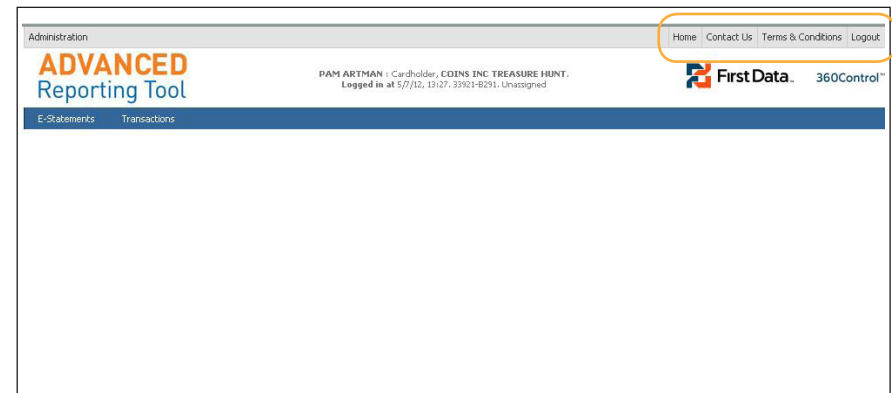 Administration
Home Contact Us Terms & Conditions Logout
ADVANCED
Reporting Tool
PAM ARTMAN : Cardholder, COINS INC TREASURE HUNT.
Logged in at 5/7/12, 13:27. 33921-B291. Unassigned
First Data™
360Control™
E-Statements Transactions